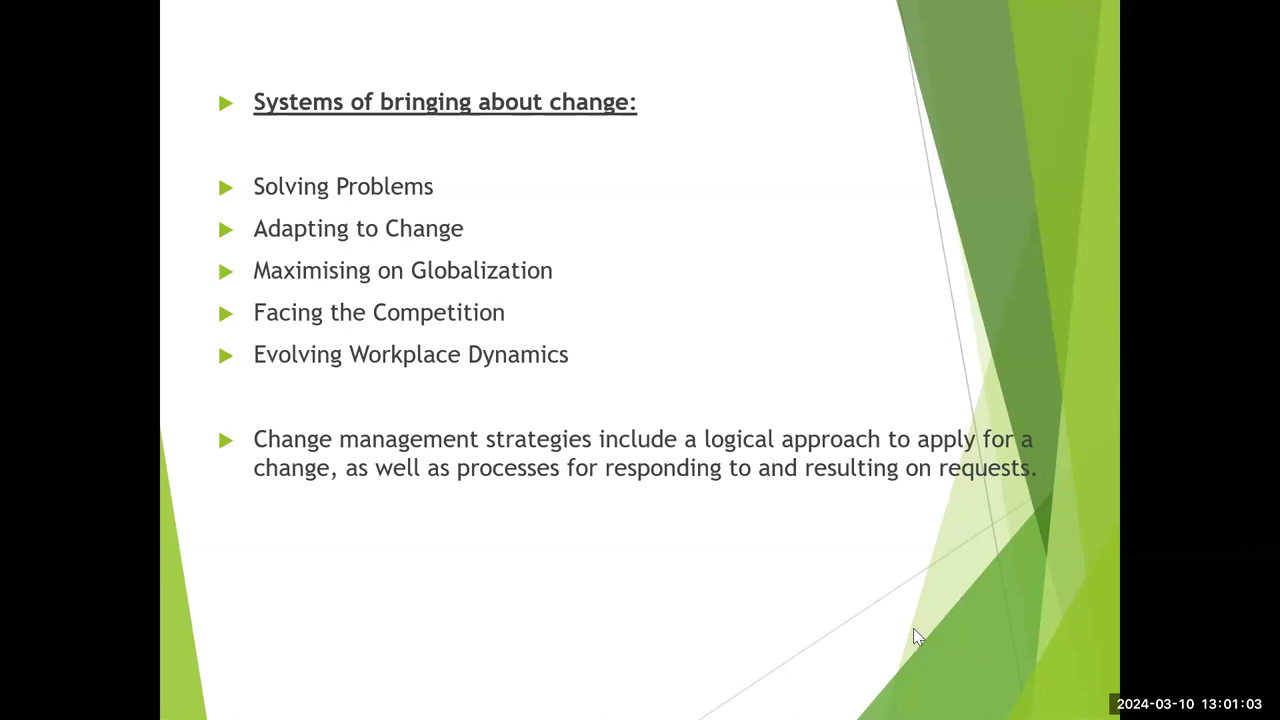 Systems of bringing about change:
Solving Problems
Adapting to Change
Maximising on Globalization
Facing the Competition
Evolving Workplace Dynamics
Change management strategies include a logical approach to apply for a
change, as well as processes for responding to and resulting on requests.
2024-03-10 13:01:03